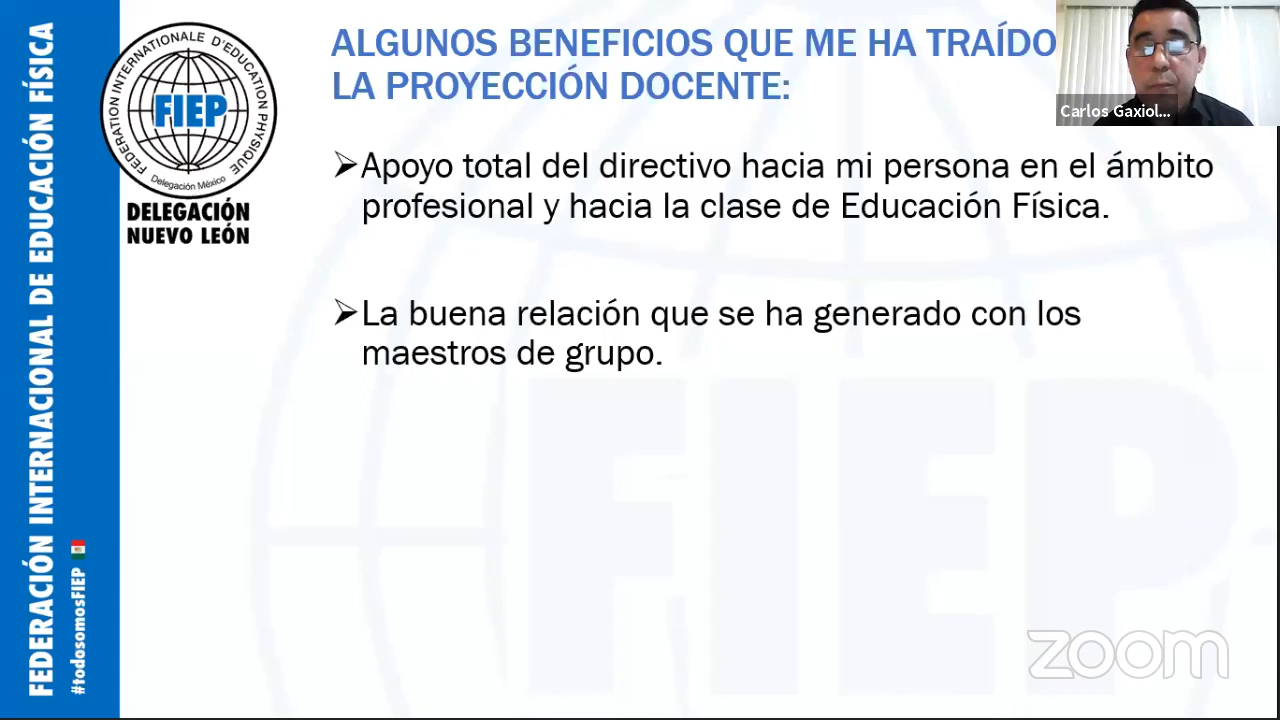 FEDERACIÓN INTERNACIONAL DE EDUCACIÓN FÍSICA
#todosomosFIEP
FEDERATION INTERNATIONALE D'EDUCATION PHYSIQUE
FIEP
Delegación México
DELEGACIÓN
NUEVO LEÓN
ALGUNOS BENEFICIOS QUE ME HA TRAÍDO
LA PROYECCIÓN DOCENTE:
Carlos Gaxiol...
➢Apoyo total del directivo hacia mi persona en el ámbito
profesional y hacia la clase de Educación Física.
➢La buena relación que se ha generado con los
maestros de grupo.
FIEP
zoom